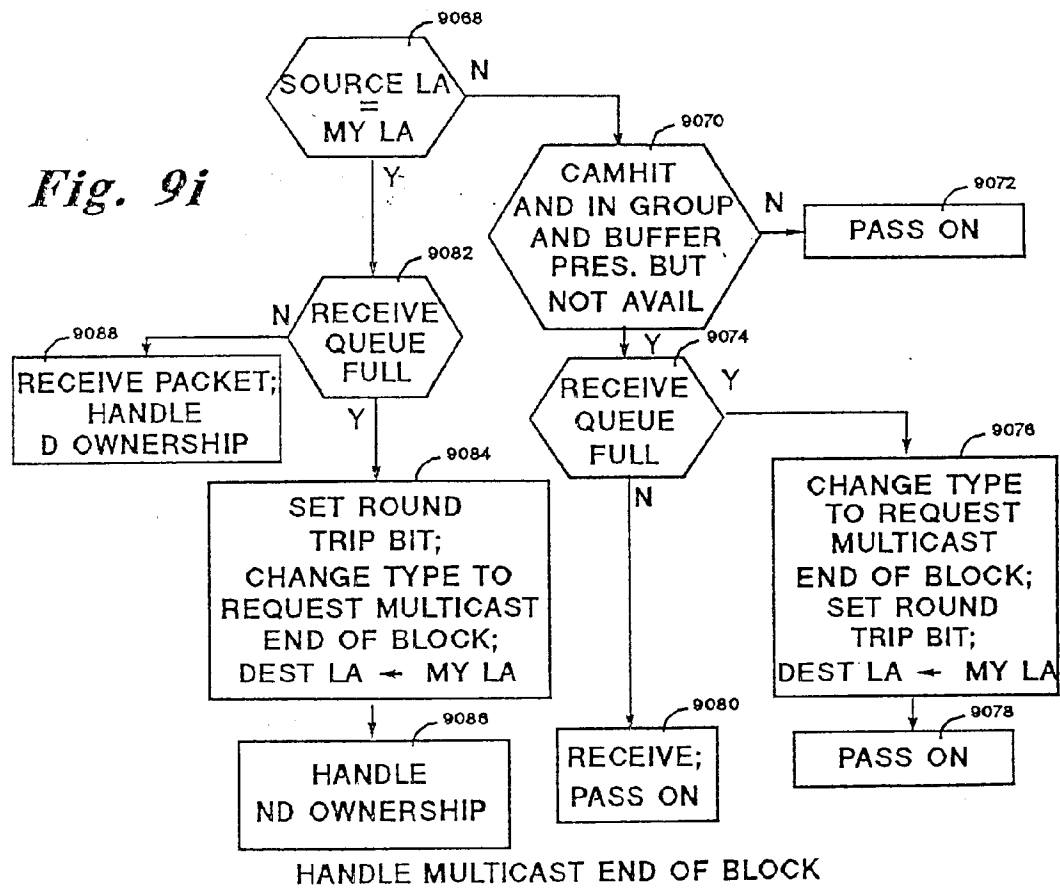 9068
SOURCE LA
=
MY LA
N
Y
Fig. 9i
9070
CAMHIT
AND IN GROUP
AND BUFFER
PRES. BUT
NOT AVAIL
N
9072
PASS ON
9082
RECEIVE
QUEUE
FULL
N
Y
9088
RECEIVE PACKET;
HANDLE
D OWNERSHIP
Y
9074
RECEIVE
QUEUE
FULL
Y
N
9084
SET ROUND
TRIP BIT;
CHANGE TYPE TO
REQUEST MULTICAST
END OF BLOCK;
DEST LA ← MY LA
9076
CHANGE TYPE
TO REQUEST
MULTICAST
END OF BLOCK;
SET ROUND
TRIP BIT;
DEST LA ← MY LA
9086
HANDLE
ND OWNERSHIP
9080
RECEIVE;
PASS ON
9078
PASS ON
HANDLE MULTICAST END OF BLOCK